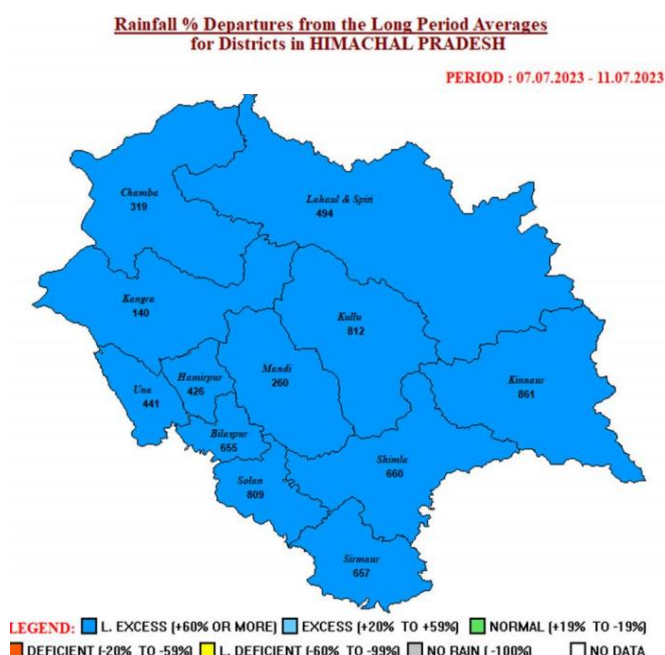 Rainfall % Departures from the Long Period Averages
for Districts in HIMACHAL PRADESH
PERIOD : 07.07.2023 - 11.07.2023
Chamba
319
Lahaul & Spiti
494
Kangra
140
Kullu
812
Mandi
260
Kinnaur
861
Hamirpur
426
Una
441
Bilaspur
655
Shimla
660
Solan
809
Sirmaur
657
LEGEND: L. EXCESS (+60% OR MORE) EXCESS (+20% TO +59%) NORMAL (+19% TO -19%)
DEFICIENT (-20% TO -59%) L. DEFICIENT (-60% TO -99%) NO RAIN (-100%) NO DATA